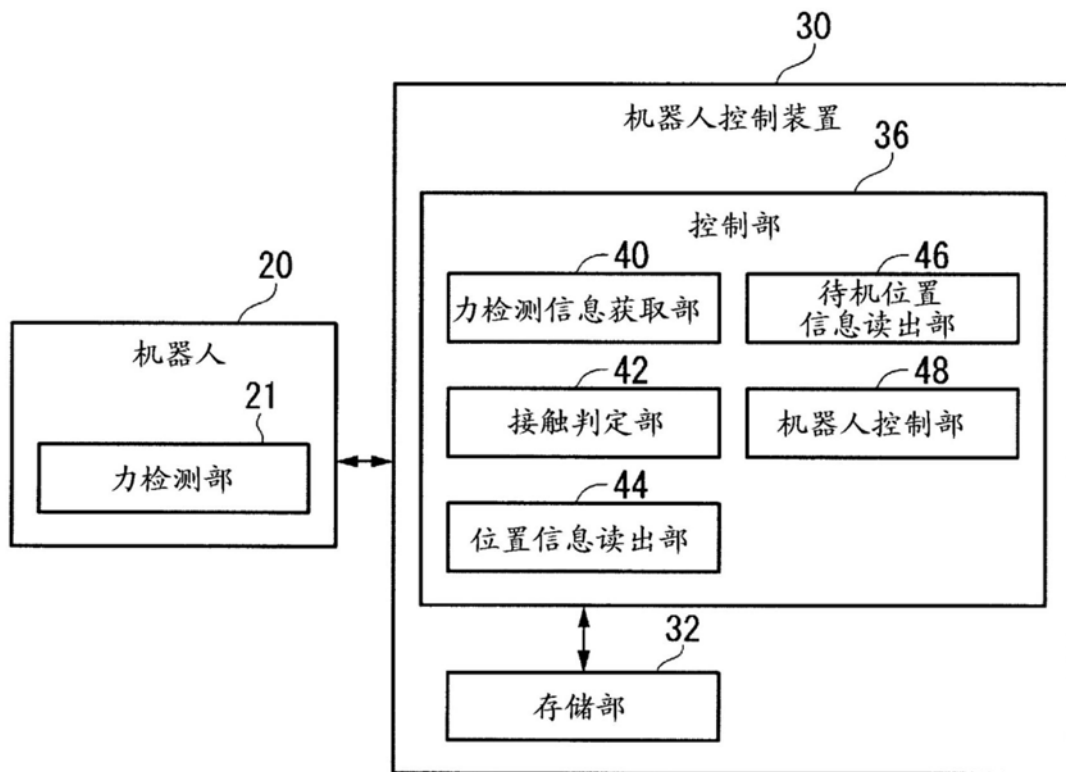 30
机器人控制装置
36
控制部
20
机器人
21
力检测部
40
力检测信息获取部
46
待机位置
信息读出部
42
接触判定部
48
机器人控制部
44
位置信息读出部
32
存储部